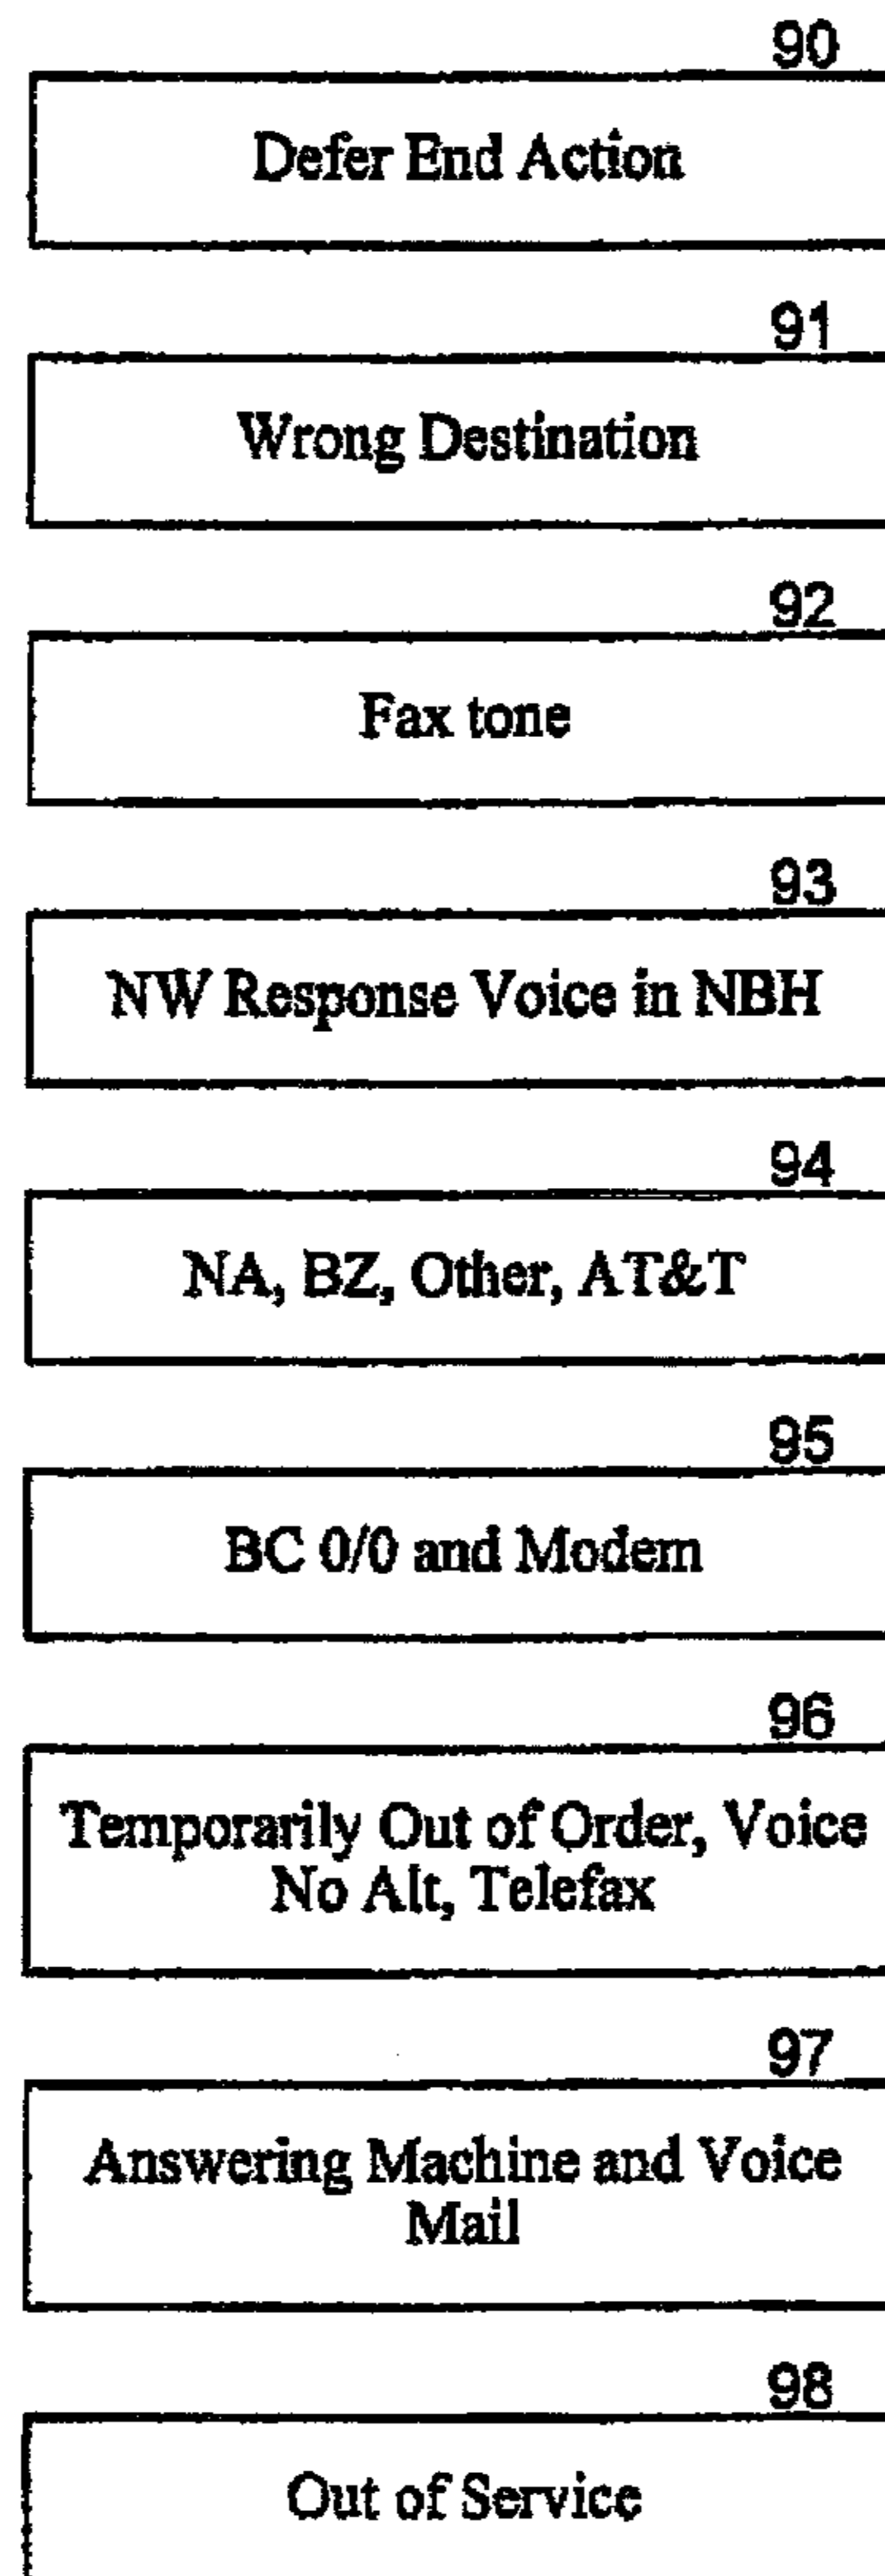 90
Defer End Action
91
Wrong Destination
92
Fax tone
93
NW Response Voice in NBH
94
NA, BZ, Other, AT&T
95
BC 0/0 and Modem
96
Temporarily Out of Order, Voice
No Alt, Telefax
97
Answering Machine and Voice
Mail
98
Out of Service